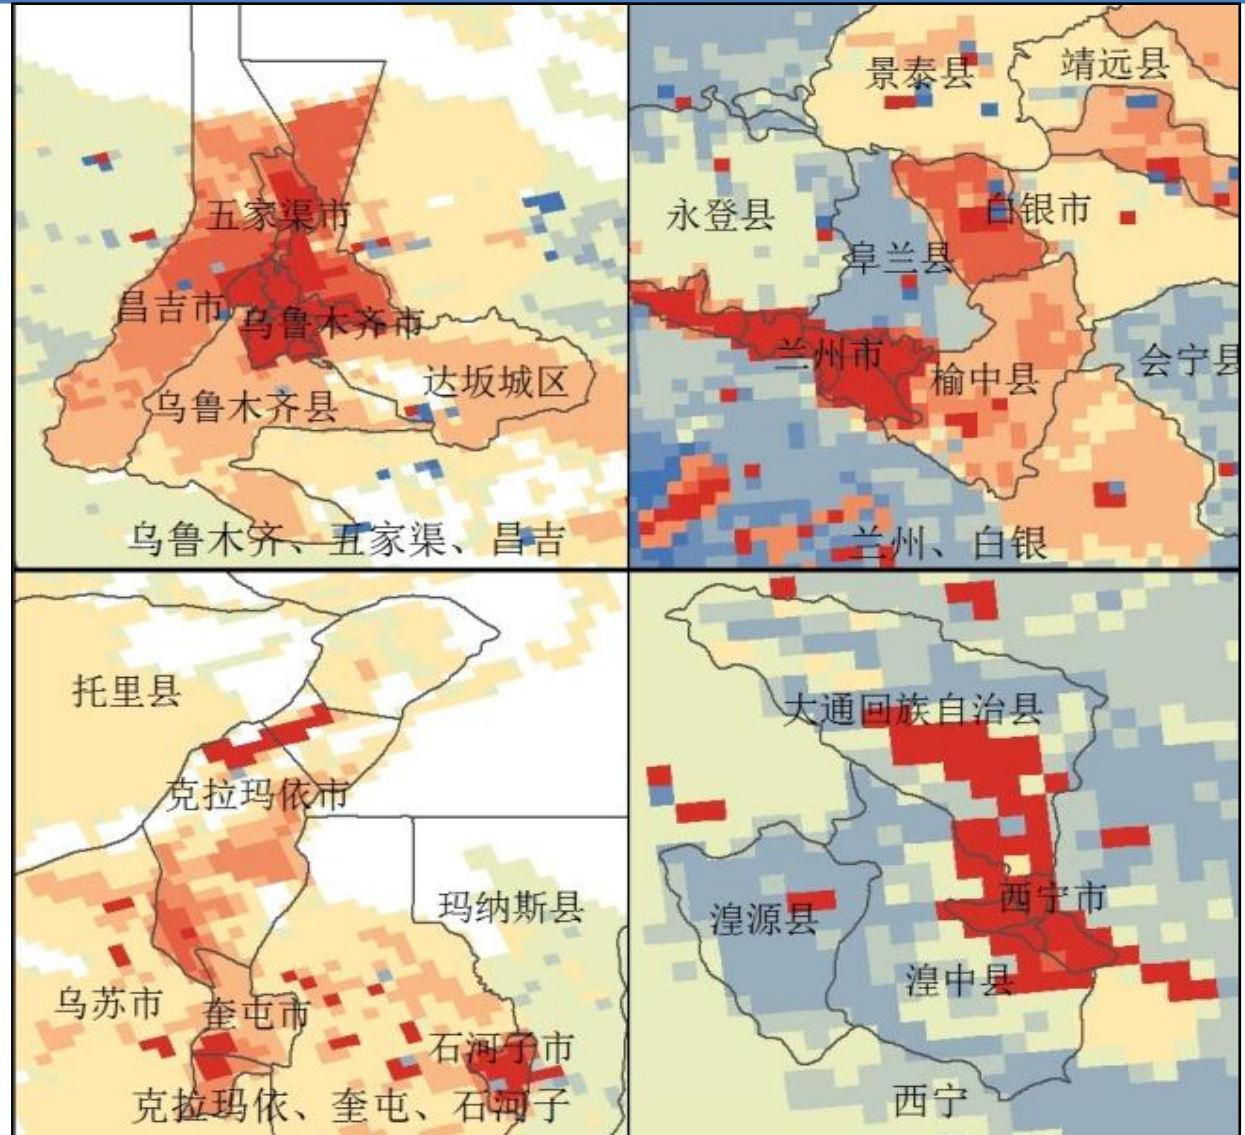 五家渠市
昌吉市
乌鲁木齐市
乌鲁木齐县
达坂城区
乌鲁木齐、五家渠、昌吉
景泰县
靖远县
永登县
白银市
皋兰县
兰州市
榆中县
会宁县
兰州、白银
托里县
克拉玛依市
玛纳斯县
乌苏市
奎屯市
石河子市
克拉玛依、奎屯、石河子
大通回族自治县
西宁市
湟源县
湟中县
西宁